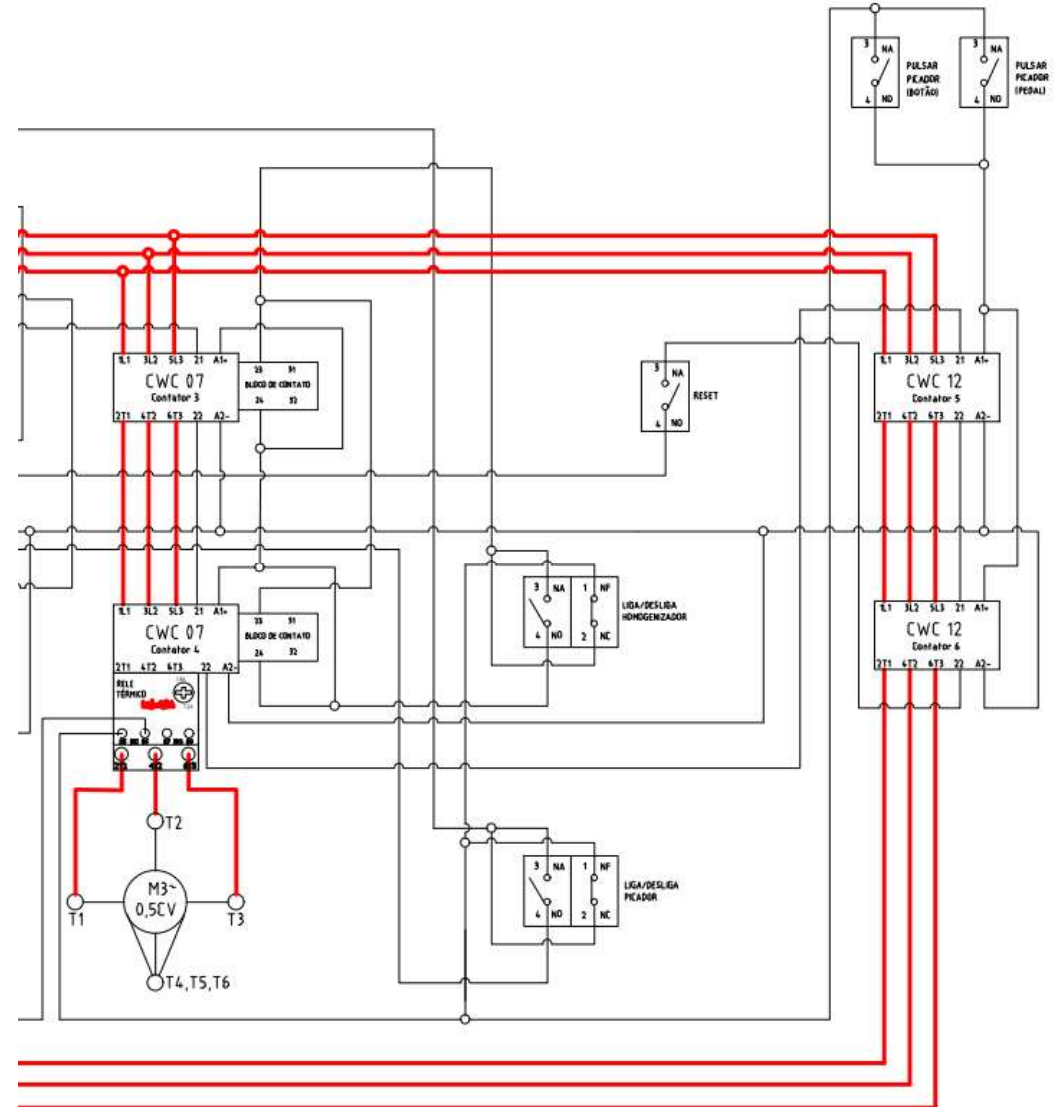 3 NA
4 NO
PULSAR
PICADOR
(BOTÃO)
3 NA
4 NO
PULSAR
PICADOR
(PEDAL)
1L1 3L2 5L3 21 A1+
CWC 07
Contator 3
2T1 4T2 6T3 22 A2-
23 31
BLOCO DE CONTATO
24 32
3 NA
4 NO
RESET
1L1 3L2 5L3 21 A1+
CWC 12
Contator 5
2T1 4T2 6T3 22 A2-
3 NA 1 NF
4 NO 2 NC
LIGA/DESLIGA
HOMOGENIZADOR
1L1 3L2 5L3 21 A1+
CWC 07
Contator 4
2T1 4T2 6T3 22 A2-
23 31
BLOCO DE CONTATO
24 32
1L1 3L2 5L3 21 A1+
CWC 12
Contator 6
2T1 4T2 6T3 22 A2-
RELE
TÉRMICO
T2
M3~
0,5CV
T1
T3
T4,T5,T6
3 NA 1 NF
4 NO 2 NC
LIGA/DESLIGA
PICADOR